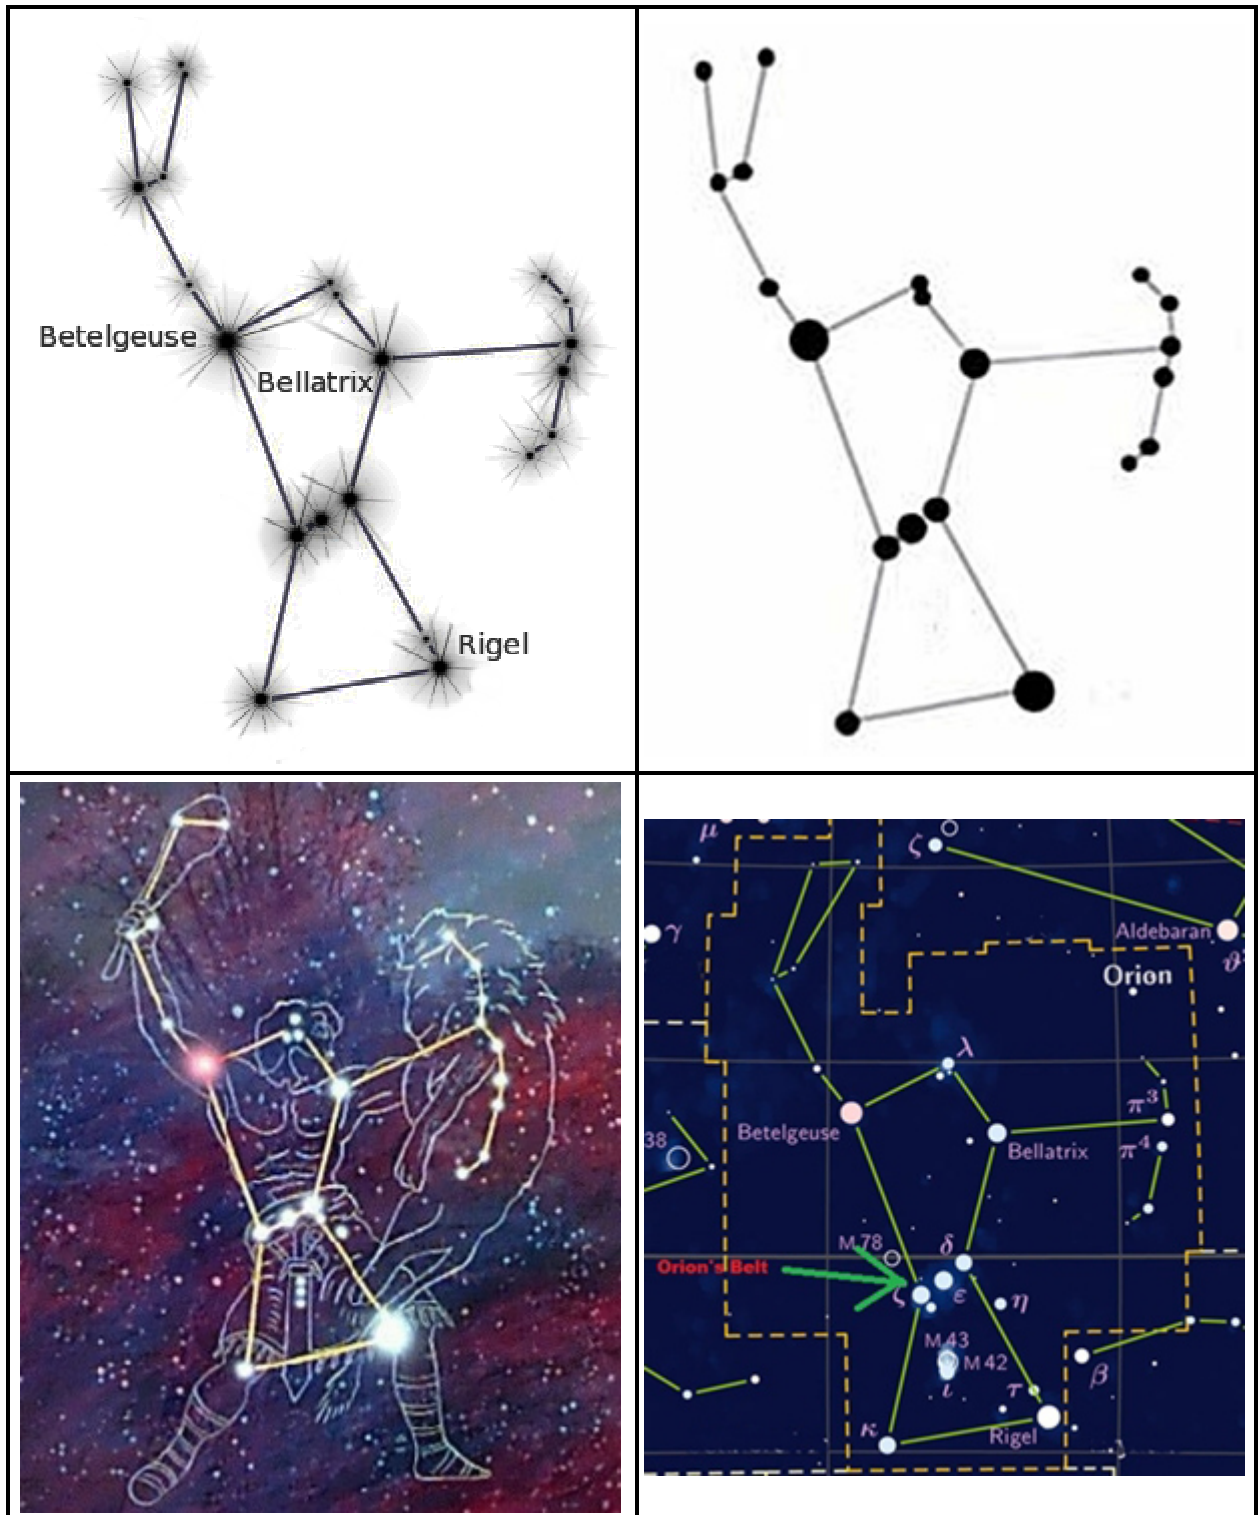 Betelgeuse
Bellatrix
Rigel
μ
ζ
γ
Aldebaran
Orion
λ
π³
Betelgeuse
Bellatrix
π⁴
38
M 78
δ
Orion's Belt
ζ
ε
η
M 43
M 42
ι
τ
β
κ
Rigel